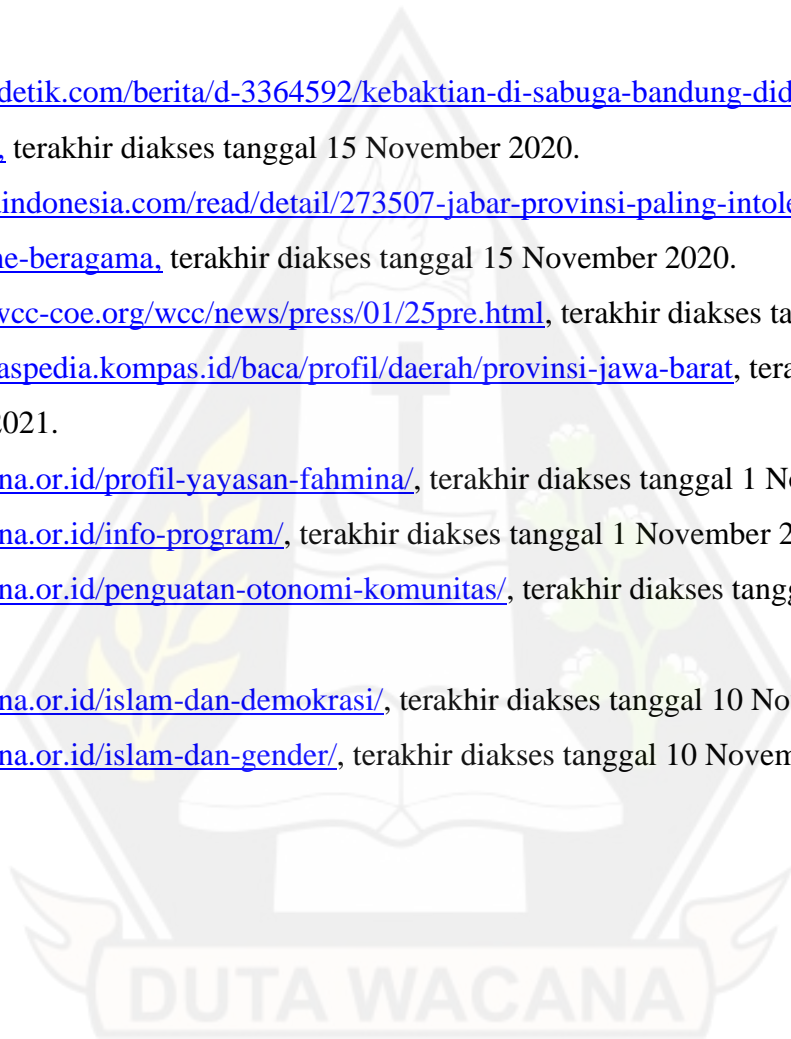 detik.com/berita/d-3364592/kebaktian-di-sabuga-bandung-did
, terakhir diakses tanggal 15 November 2020.
indonesia.com/read/detail/273507-jabar-provinsi-paling-intole
ne-beragama, terakhir diakses tanggal 15 November 2020.
wcc-coe.org/wcc/news/press/01/25pre.html, terakhir diakses ta
aspedia.kompas.id/baca/profil/daerah/provinsi-jawa-barat, tera
2021.
na.or.id/profil-yayasan-fahmina/, terakhir diakses tanggal 1 No
na.or.id/info-program/, terakhir diakses tanggal 1 November 2
na.or.id/penguatan-otonomi-komunitas/, terakhir diakses tangg
na.or.id/islam-dan-demokrasi/, terakhir diakses tanggal 10 No
na.or.id/islam-dan-gender/, terakhir diakses tanggal 10 Novem
DUTA WACANA